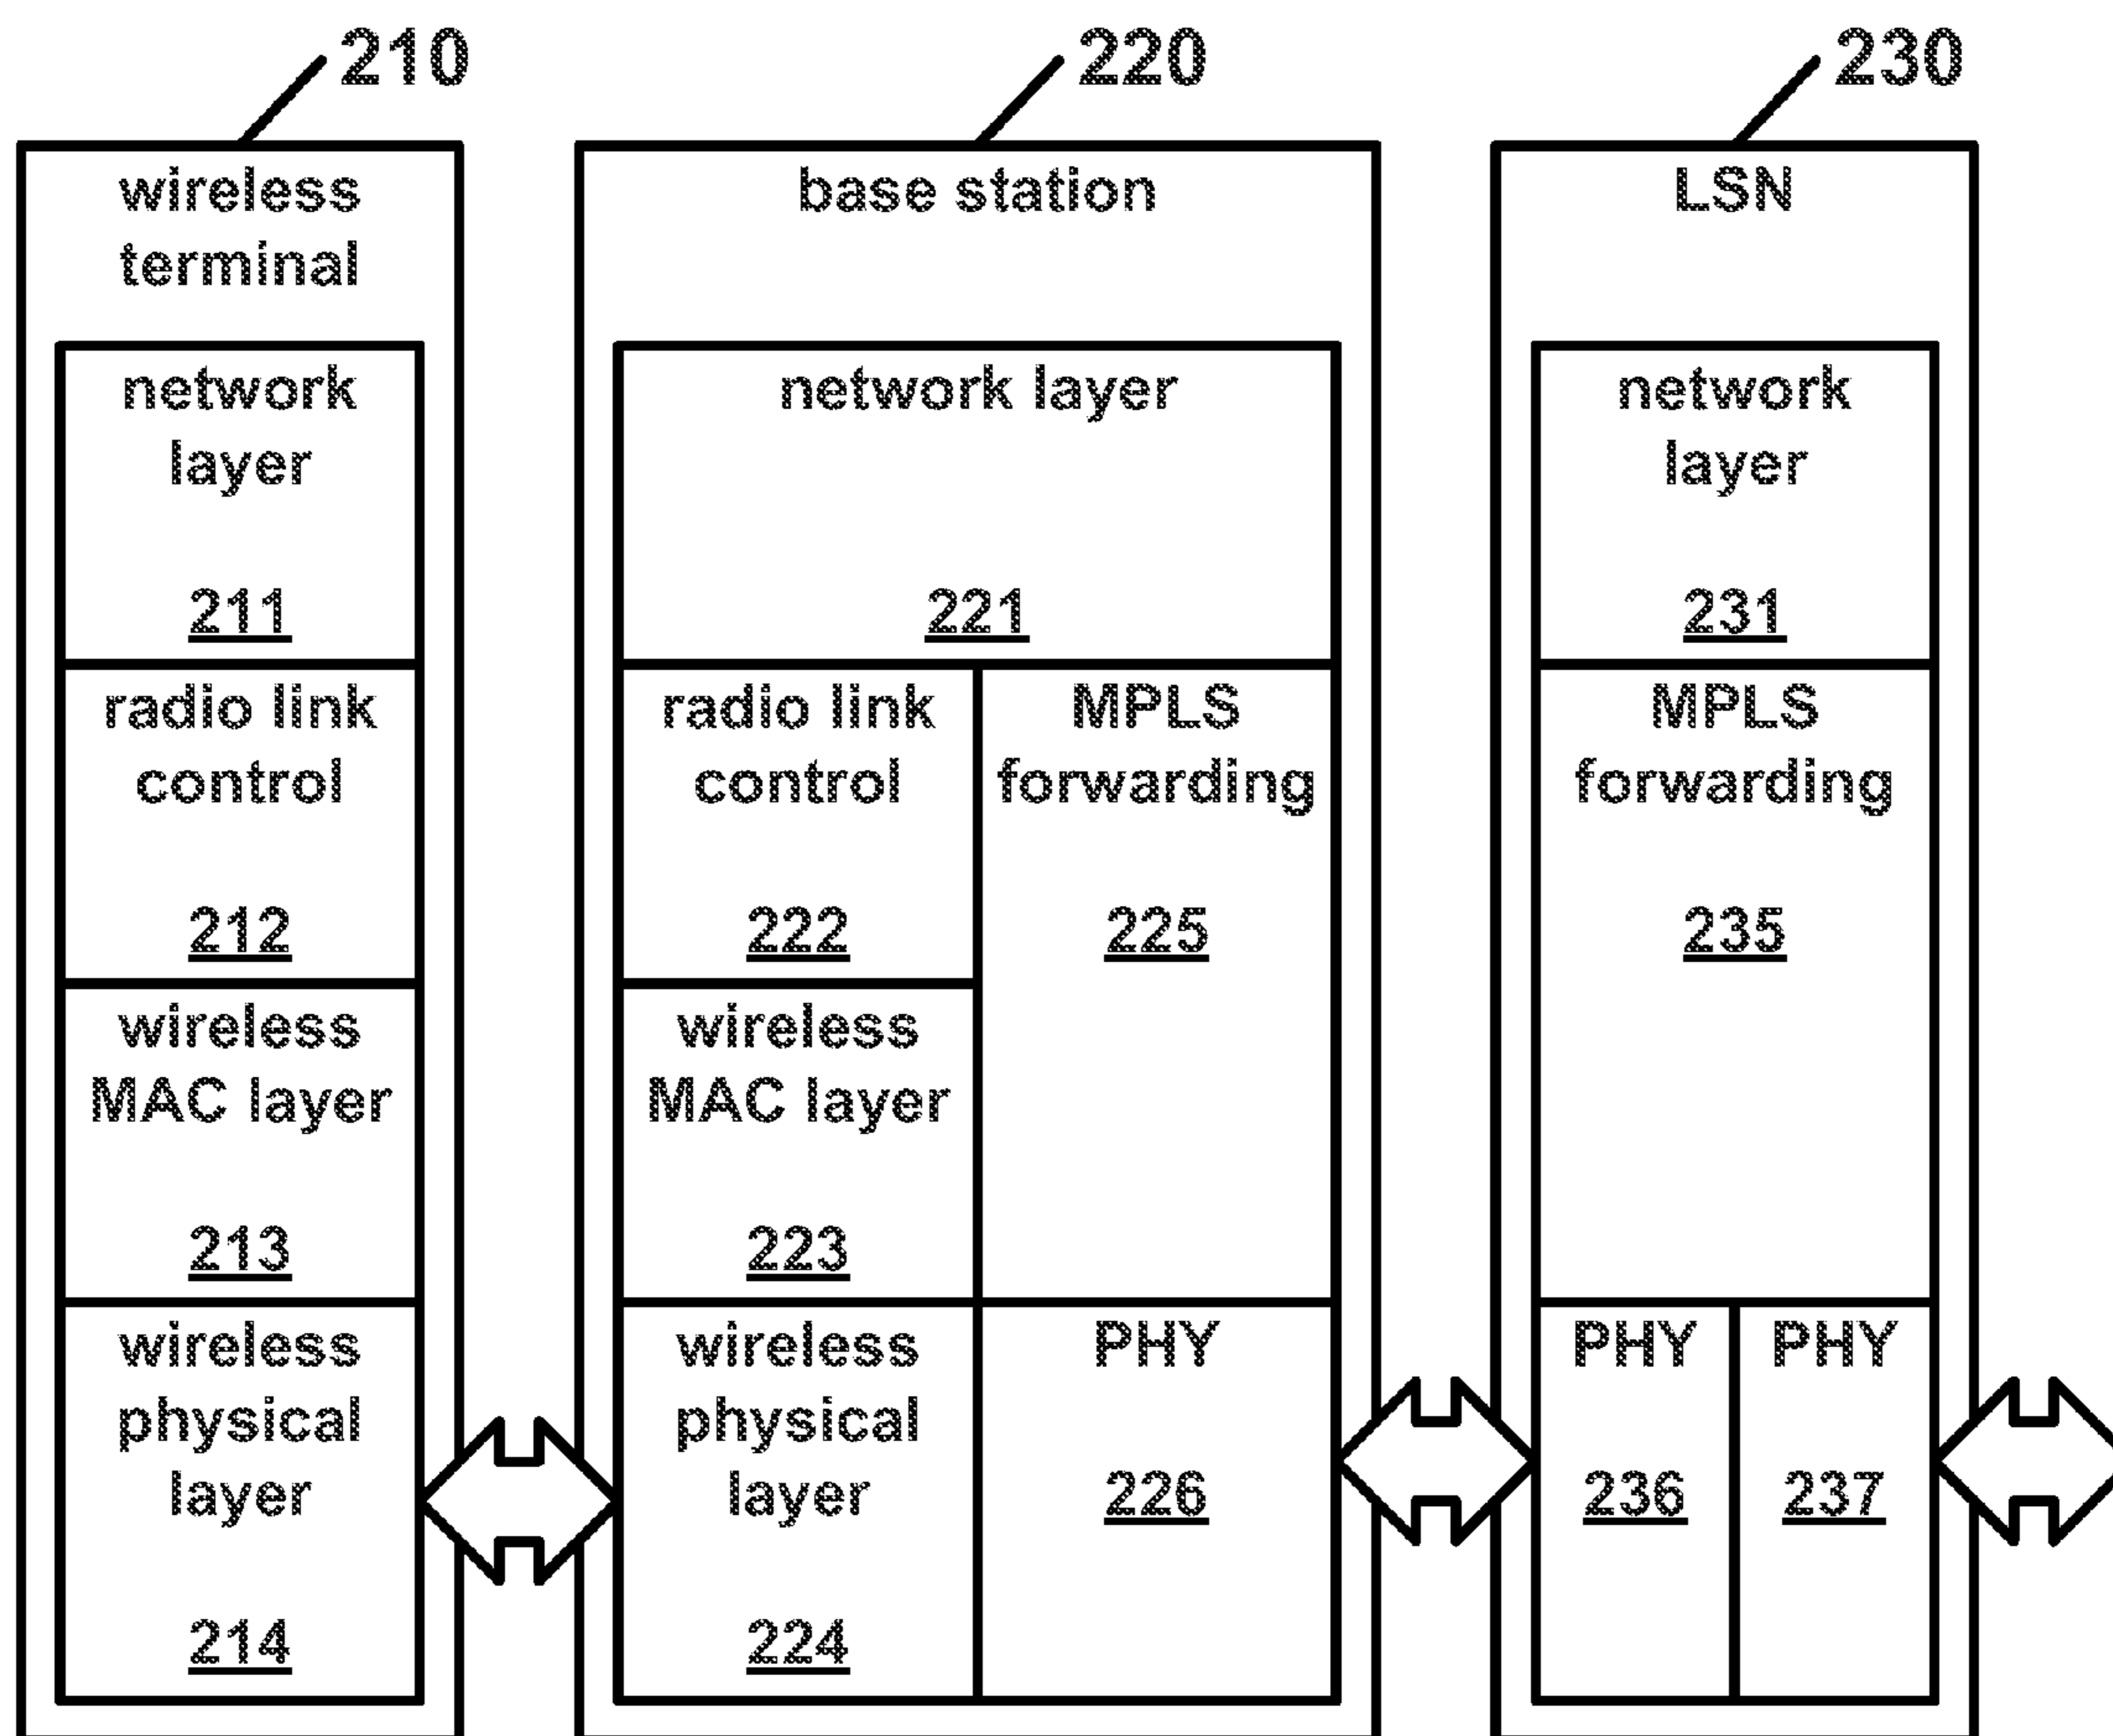 210
220
230
wireless
terminal
network
layer
211
radio link
control
212
wireless
MAC layer
213
wireless
physical
layer
214
base station
network layer
221
radio link
control
222
wireless
MAC layer
223
wireless
physical
layer
224
MPLS
forwarding
225
PHY
226
LSN
network
layer
231
MPLS
forwarding
235
PHY
236
PHY
237